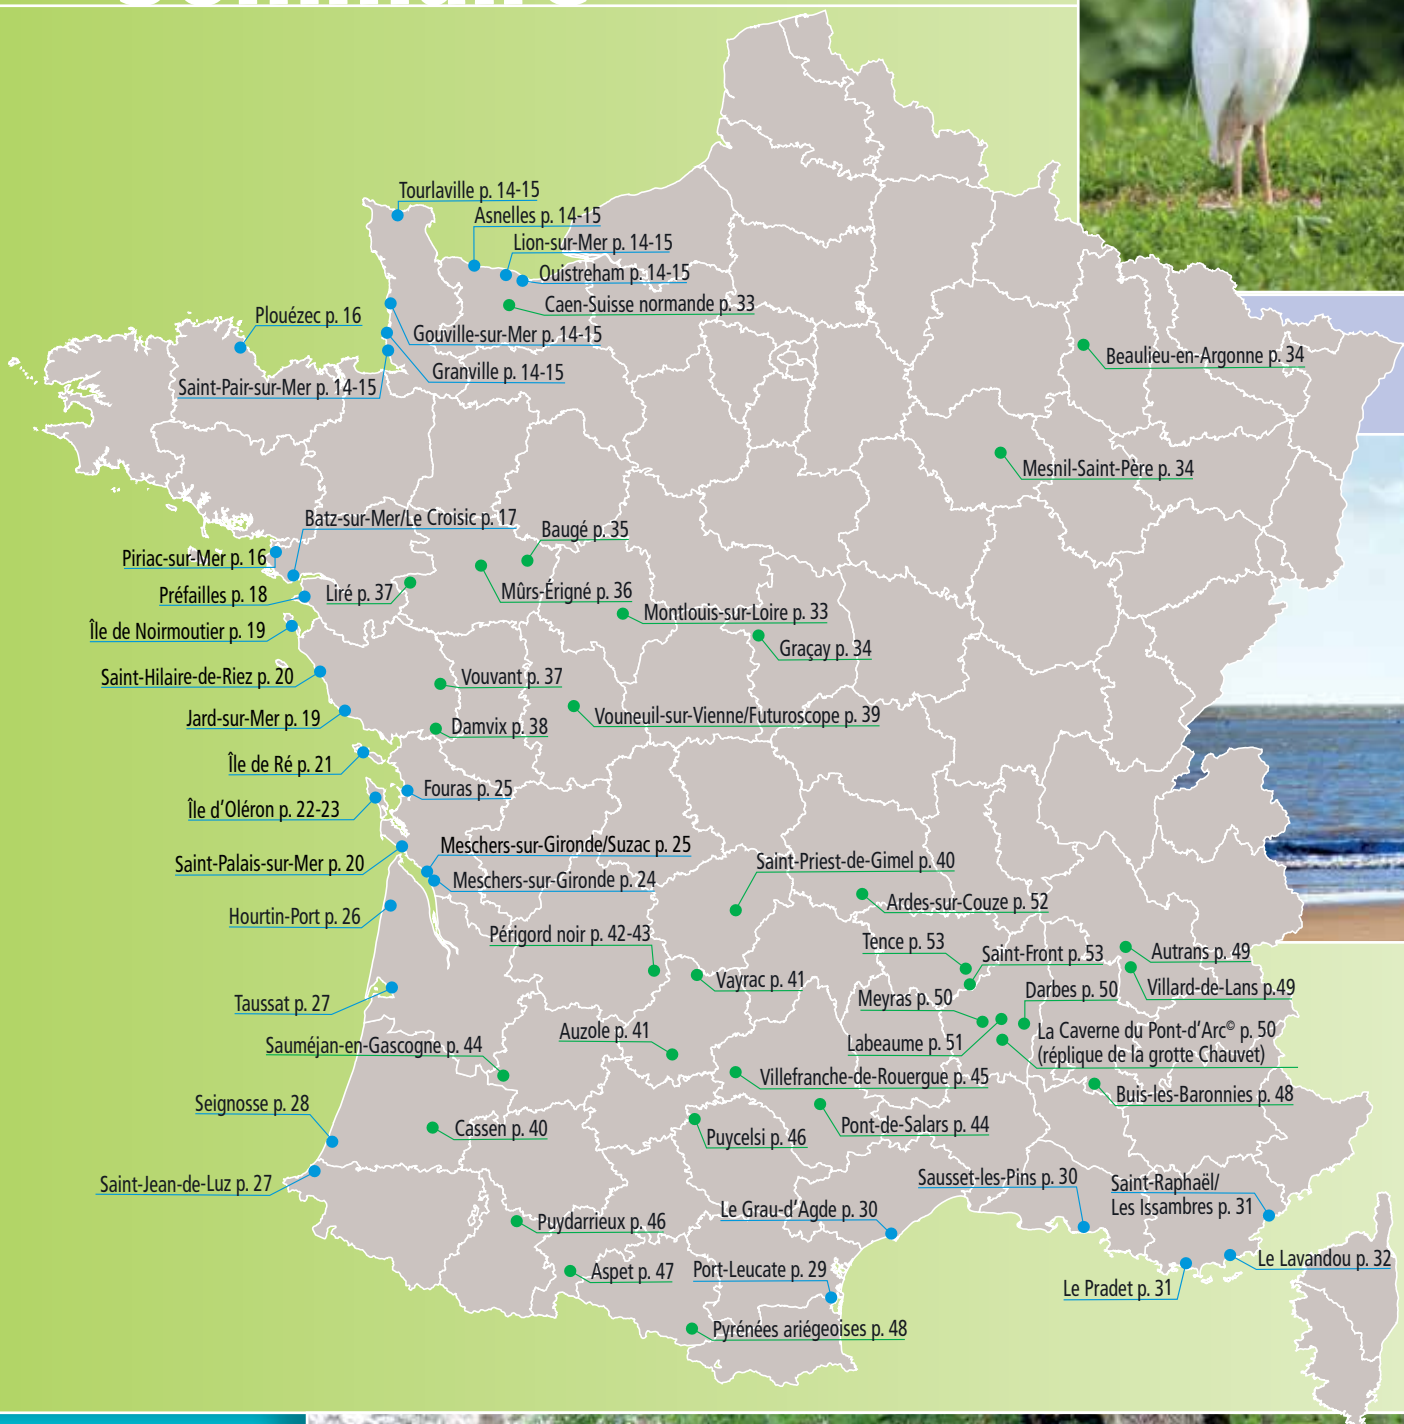 Tourlaville p. 14-15
Asnelles p. 14-15
Lion-sur-Mer p. 14-15
Ouistreham p. 14-15
Caen-Suisse normande p. 33
Plouézec p. 16
Gouville-sur-Mer p. 14-15
Granville p. 14-15
Saint-Pair-sur-Mer p. 14-15
Beaulieu-en-Argonne p. 34
Mesnil-Saint-Père p. 34
Batz-sur-Mer/Le Croisic p. 17
Baugé p. 35
Piriac-sur-Mer p. 16
Préfailles p. 18
Liré p. 37
Mûrs-Érigné p. 36
Montlouis-sur-Loire p. 33
Île de Noirmoutier p. 19
Graçay p. 34
Saint-Hilaire-de-Riez p. 20
Vouvant p. 37
Jard-sur-Mer p. 19
Damvix p. 38
Vouneuil-sur-Vienne/Futuroscope p. 39
Île de Ré p. 21
Fouras p. 25
Île d'Oléron p. 22-23
Meschers-sur-Gironde/Suzac p. 25
Saint-Palais-sur-Mer p. 20
Meschers-sur-Gironde p. 24
Saint-Priest-de-Gimel p. 40
Ardes-sur-Couze p. 52
Hourtin-Port p. 26
Périgord noir p. 42-43
Tence p. 53
Saint-Front p. 53
Autrans p. 49
Vayrac p. 41
Villard-de-Lans p.49
Taussat p. 27
Meyras p. 50
Darbes p. 50
Auzole p. 41
Labeaume p. 51
La Caverne du Pont-d'Arc© p. 50
(réplique de la grotte Chauvet)
Sauméjan-en-Gascogne p. 44
Villefranche-de-Rouergue p. 45
Buis-les-Baronnies p. 48
Seignosse p. 28
Cassen p. 40
Puycelsi p. 46
Pont-de-Salars p. 44
Saint-Jean-de-Luz p. 27
Sausset-les-Pins p. 30
Saint-Raphaël/
Les Issambres p. 31
Puydarrieux p. 46
Le Grau-d'Agde p. 30
Aspet p. 47
Port-Leucate p. 29
Le Lavandou p. 32
Le Pradet p. 31
Pyrénées ariégeoises p. 48